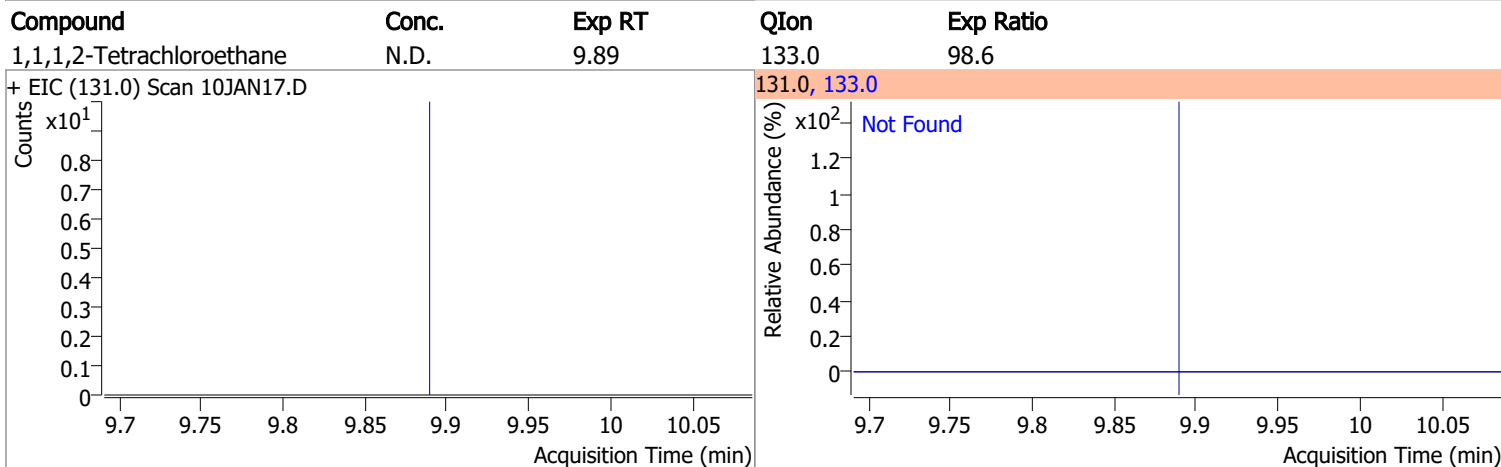 Compound Conc. Exp RT QIon Exp Ratio
1,1,1,2-Tetrachloroethane N.D. 9.89 133.0 98.6
+ EIC (131.0) Scan 10JAN17.D
Counts
x10¹
0.8
0.7
0.6
0.5
0.4
0.3
0.2
0.1
0
9.7 9.75 9.8 9.85 9.9 9.95 10 10.05
Acquisition Time (min)
131.0, 133.0
Relative Abundance (%)
x10²
Not Found
1.2
1
0.8
0.6
0.4
0.2
0
9.7 9.75 9.8 9.85 9.9 9.95 10 10.05
Acquisition Time (min)